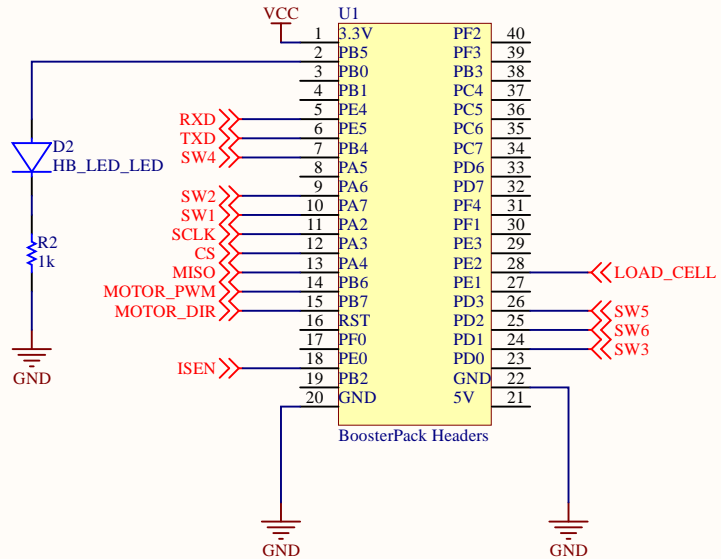 VCC
U1
1 3.3V PF2 40
2 PB5 PF3 39
3 PB0 PB3 38
4 PB1 PC4 37
RXD 5 PE4 PC5 36
TXD 6 PE5 PC6 35
SW4 7 PB4 PC7 34
8 PA5 PD6 33
SW2 9 PA6 PD7 32
SW1 10 PA7 PF4 31
SCLK 11 PA2 PF1 30
CS 12 PA3 PE3 29
MISO 13 PA4 PE2 28 LOAD_CELL
MOTOR_PWM 14 PB6 PE1 27
MOTOR_DIR 15 PB7 PD3 26 SW5
16 RST PD2 25 SW6
17 PF0 PD1 24 SW3
ISEN 18 PE0 PD0 23
19 PB2 GND 22
20 GND 5V 21
BoosterPack Headers
D2
HB_LED_LED
R2
1k
GND
GND
GND